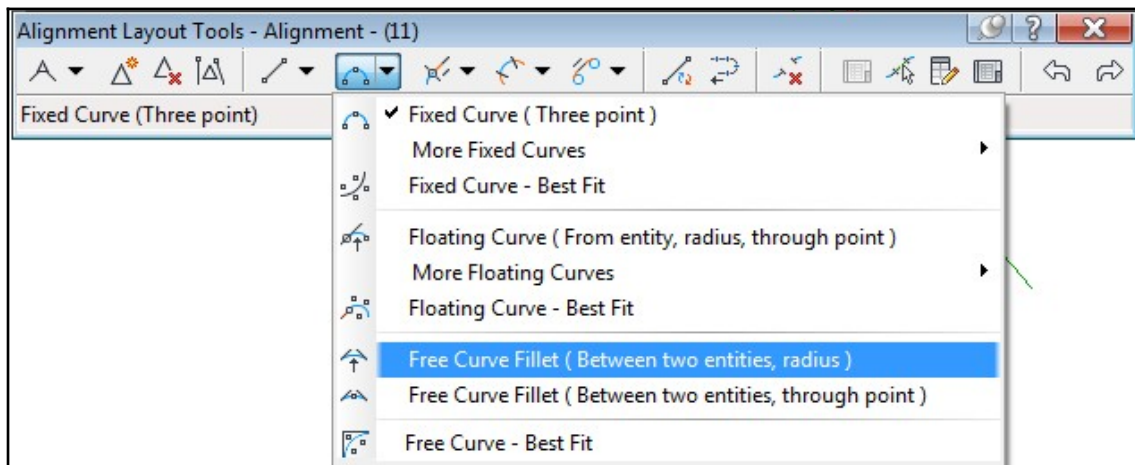 Alignment Layout Tools - Alignment - (11)
Fixed Curve (Three point)
Fixed Curve ( Three point )
More Fixed Curves
Fixed Curve - Best Fit
Floating Curve ( From entity, radius, through point )
More Floating Curves
Floating Curve - Best Fit
Free Curve Fillet ( Between two entities, radius )
Free Curve Fillet ( Between two entities, through point )
Free Curve - Best Fit